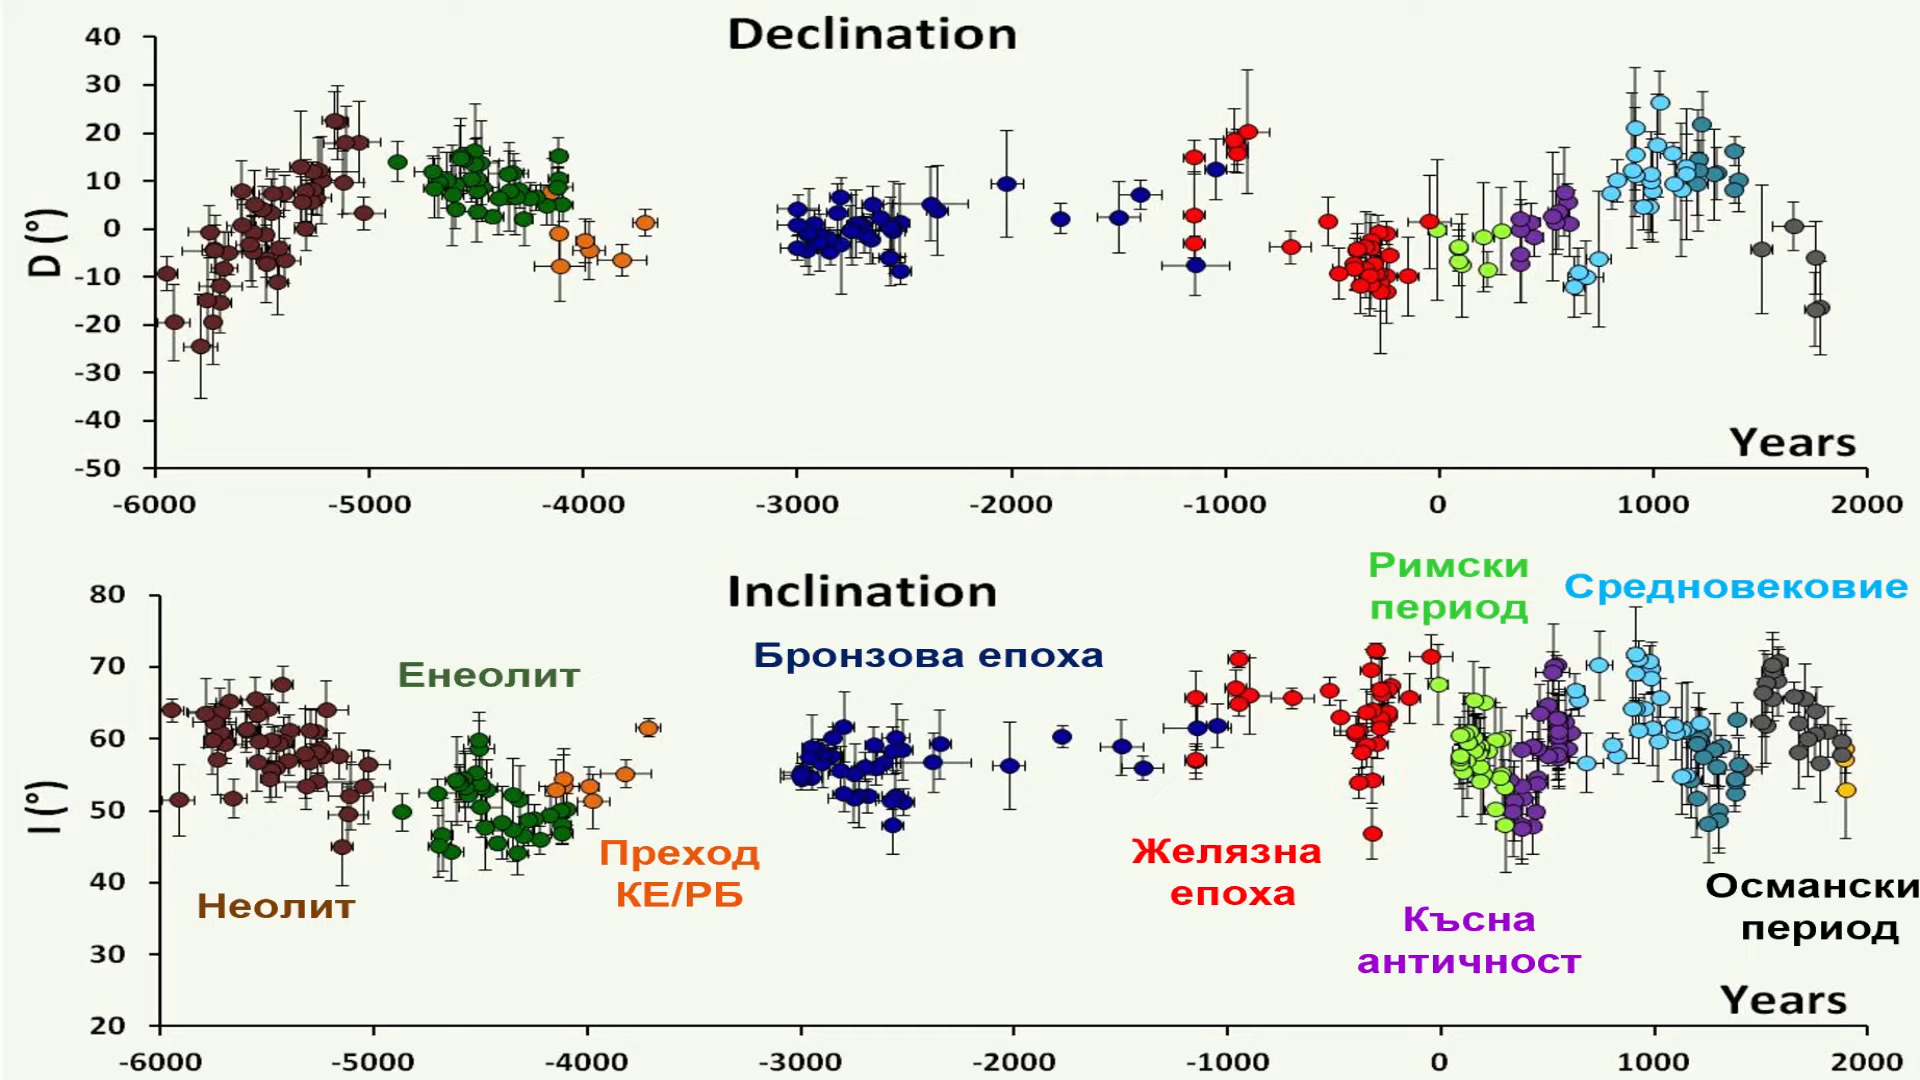 Declination
40
30
20
10
0
-10
-20
-30
-40
-50
D (°)
Years
-6000 -5000 -4000 -3000 -2000 -1000 0 1000 2000
Inclination
80
70
60
50
40
30
20
I (°)
Римски
период
Средновековие
Бронзова епоха
Енеолит
Преход
КЕ/РБ
Желязна
епоха
Неолит
Късна
античност
Османски
период
Years
-6000 -5000 -4000 -3000 -2000 -1000 0 1000 2000